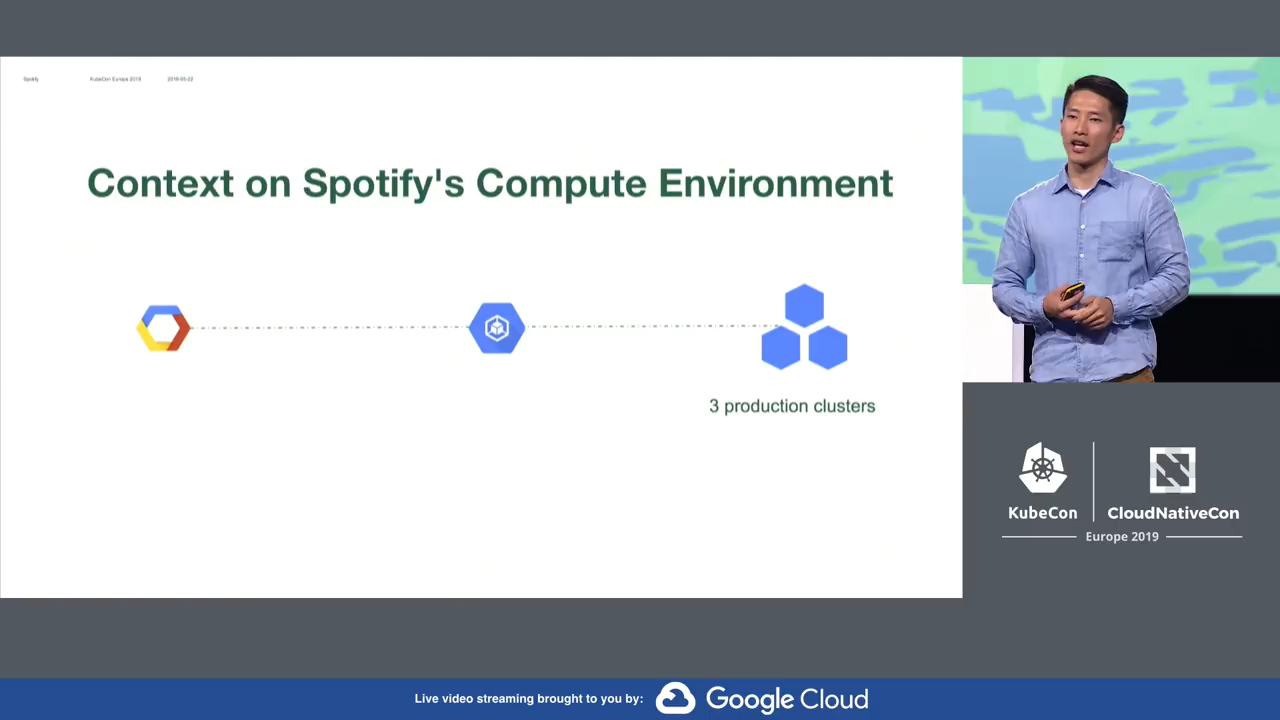 Spotify KubeCon Europe 2019 2019-05-22
Context on Spotify's Compute Environment
3 production clusters
KubeCon CloudNativeCon
Europe 2019
Live video streaming brought to you by: Google Cloud